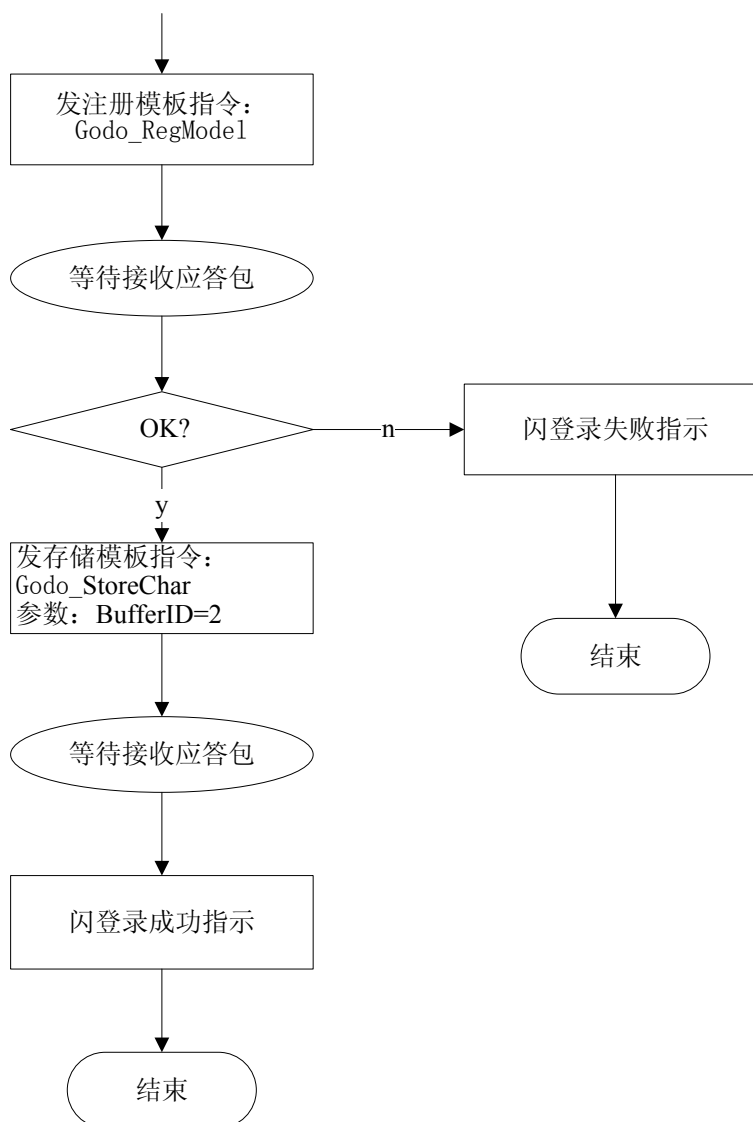 发注册模板指令：
Godo_RegModel
等待接收应答包
OK?
n
闪登录失败指示
y
发存储模板指令：
Godo_StoreChar
参数：BufferID=2
结束
等待接收应答包
闪登录成功指示
结束